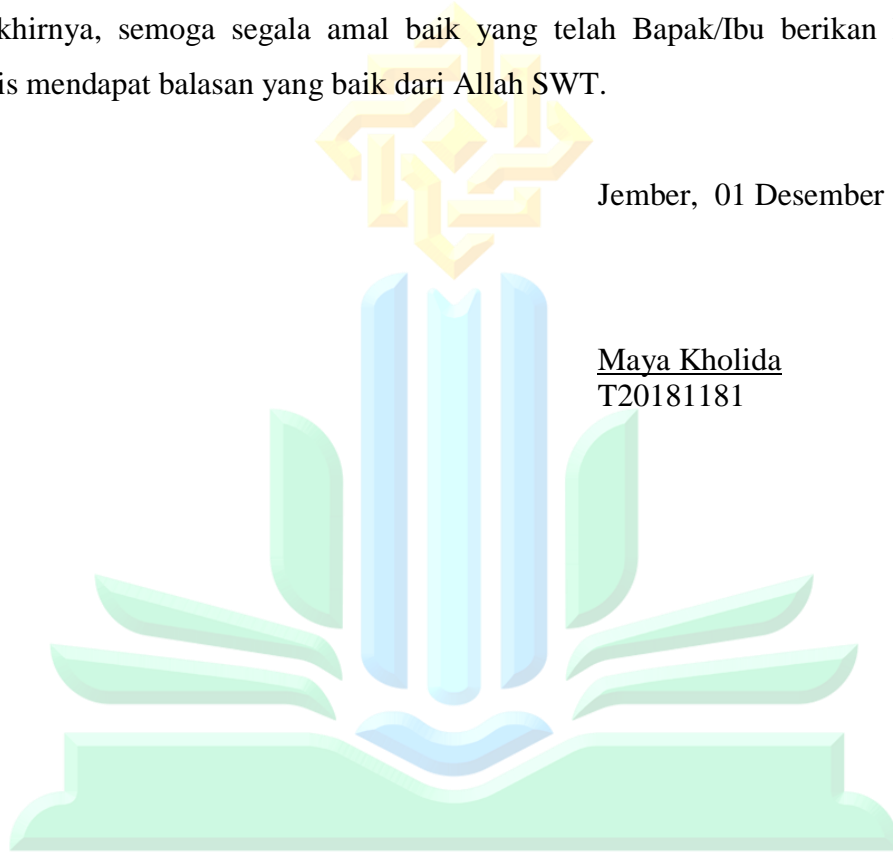 khirnya, semoga segala amal baik yang telah Bapak/Ibu berikan
is mendapat balasan yang baik dari Allah SWT.
Jember, 01 Desember
Maya Kholida
T20181181